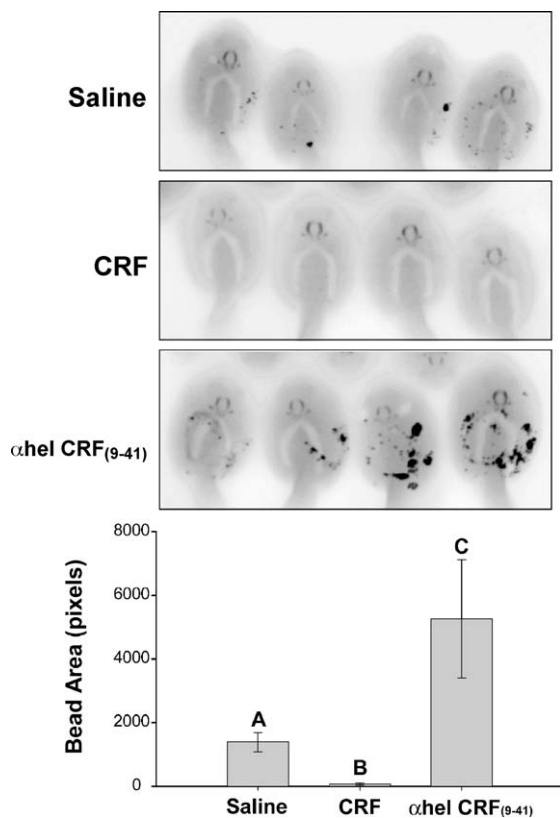 Saline
CRF
αhel CRF(9-41)
8000
6000
4000
2000
0
Bead Area (pixels)
A
B
C
Saline CRF αhel CRF(9-41)